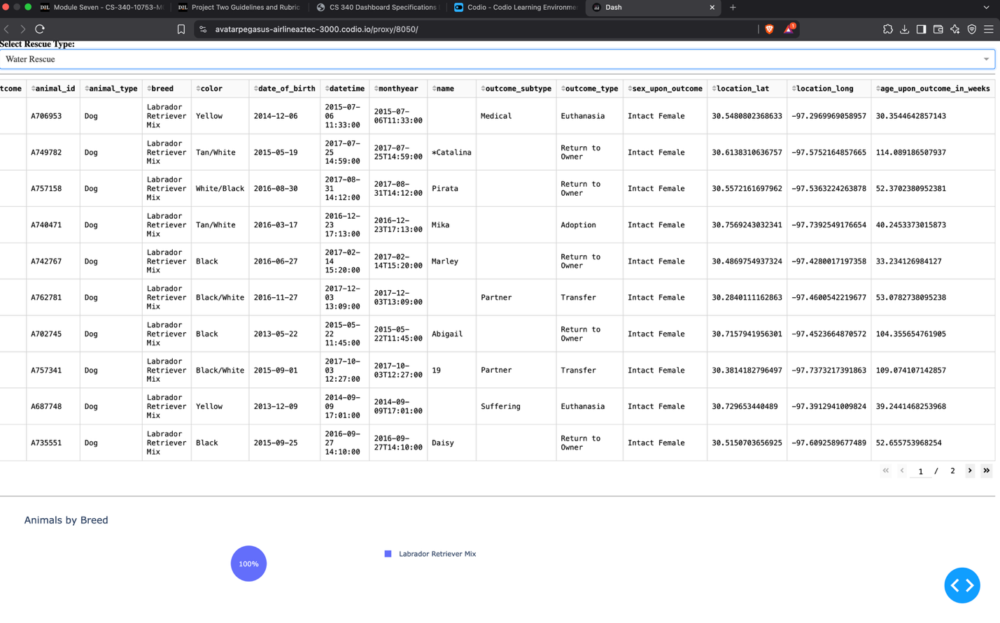 Module Seven - CS-340-10753-M
Project Two Guidelines and Rubric
CS 340 Dashboard Specifications
Codio - Codio Learning Environme
Dash
avatarpegasus-airlineaztec-3000.codio.io/proxy/8050/
1
Select Rescue Type:
Water Rescue
tcome animal_id animal_type breed color date_of_birth datetime monthyear name outcome_subtype outcome_type sex_upon_outcome location_lat location_long age_upon_outcome_in_weeks
A706953 Dog Labrador Retriever Mix Yellow 2014-12-06 2015-07-06 11:33:00 2015-07-06T11:33:00 Medical Euthanasia Intact Female 30.5480802368633 -97.2969969058957 30.3544642857143
A749782 Dog Labrador Retriever Mix Tan/White 2015-05-19 2017-07-25 14:59:00 2017-07-25T14:59:00 *Catalina Return to Owner Intact Female 30.6138310636757 -97.5752164857665 114.089186507937
A757158 Dog Labrador Retriever Mix White/Black 2016-08-30 2017-08-31 14:12:00 2017-08-31T14:12:00 Pirata Return to Owner Intact Female 30.5572161697962 -97.5363224263878 52.3702380952381
A740471 Dog Labrador Retriever Mix Tan/White 2016-03-17 2016-12-23 17:13:00 2016-12-23T17:13:00 Mika Adoption Intact Female 30.7569243032341 -97.7392549176654 40.2453373015873
A742767 Dog Labrador Retriever Mix Black 2016-06-27 2017-02-14 15:20:00 2017-02-14T15:20:00 Marley Return to Owner Intact Female 30.4869754937324 -97.4280017197358 33.234126984127
A762781 Dog Labrador Retriever Mix Black/White 2016-11-27 2017-12-03 13:09:00 2017-12-03T13:09:00 Partner Transfer Intact Female 30.2840111162863 -97.4600542219677 53.0782738095238
A702745 Dog Labrador Retriever Mix Black 2013-05-22 2015-05-22 11:45:00 2015-05-22T11:45:00 Abigail Return to Owner Intact Female 30.7157941956301 -97.4523664870572 104.355654761905
A757341 Dog Labrador Retriever Mix Black/White 2015-09-01 2017-10-03 12:27:00 2017-10-03T12:27:00 19 Partner Transfer Intact Female 30.3814182796497 -97.7373217391863 109.074107142857
A687748 Dog Labrador Retriever Mix Yellow 2013-12-09 2014-09-09 17:01:00 2014-09-09T17:01:00 Suffering Euthanasia Intact Female 30.729653440489 -97.3912941009824 39.2441468253968
A735551 Dog Labrador Retriever Mix Black 2015-09-25 2016-09-27 14:10:00 2016-09-27T14:10:00 Daisy Return to Owner Intact Female 30.5150703656925 -97.6092589677489 52.655753968254
1 / 2
Animals by Breed
100%
Labrador Retriever Mix